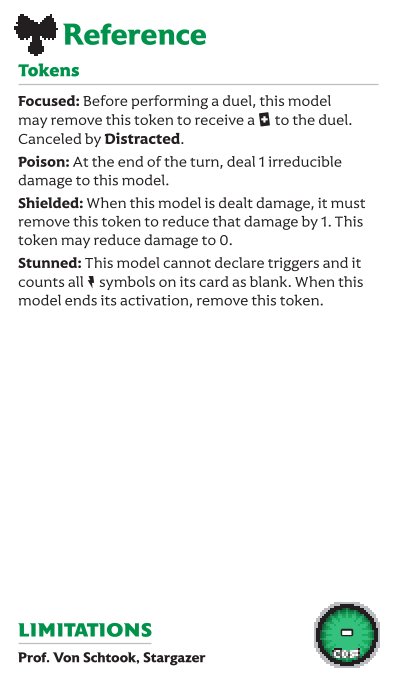 Reference
Tokens
Focused: Before performing a duel, this model
may remove this token to receive a + to the duel.
Canceled by Distracted.
Poison: At the end of the turn, deal 1 irreducible
damage to this model.
Shielded: When this model is dealt damage, it must
remove this token to reduce that damage by 1. This
token may reduce damage to 0.
Stunned: This model cannot declare triggers and it
counts all symbols on its card as blank. When this
model ends its activation, remove this token.
LIMITATIONS
Prof. Von Schtook, Stargazer
-